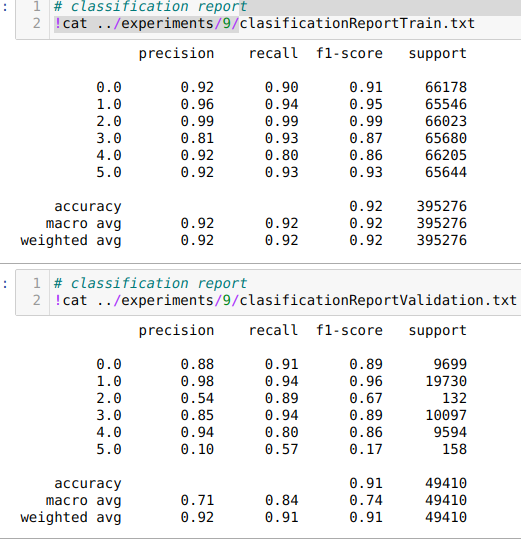 : 1 # classification report
2 !cat ../experiments/9/clasificationReportTrain.txt
precision recall f1-score support
0.0 0.92 0.90 0.91 66178
1.0 0.96 0.94 0.95 65546
2.0 0.99 0.99 0.99 66023
3.0 0.81 0.93 0.87 65680
4.0 0.92 0.80 0.86 66205
5.0 0.92 0.93 0.93 65644
accuracy 0.92 395276
macro avg 0.92 0.92 0.92 395276
weighted avg 0.92 0.92 0.92 395276
: 1 # classification report
2 !cat ../experiments/9/clasificationReportValidation.txt
precision recall f1-score support
0.0 0.88 0.91 0.89 9699
1.0 0.98 0.94 0.96 19730
2.0 0.54 0.89 0.67 132
3.0 0.85 0.94 0.89 10097
4.0 0.94 0.80 0.86 9594
5.0 0.10 0.57 0.17 158
accuracy 0.91 49410
macro avg 0.71 0.84 0.74 49410
weighted avg 0.92 0.91 0.91 49410